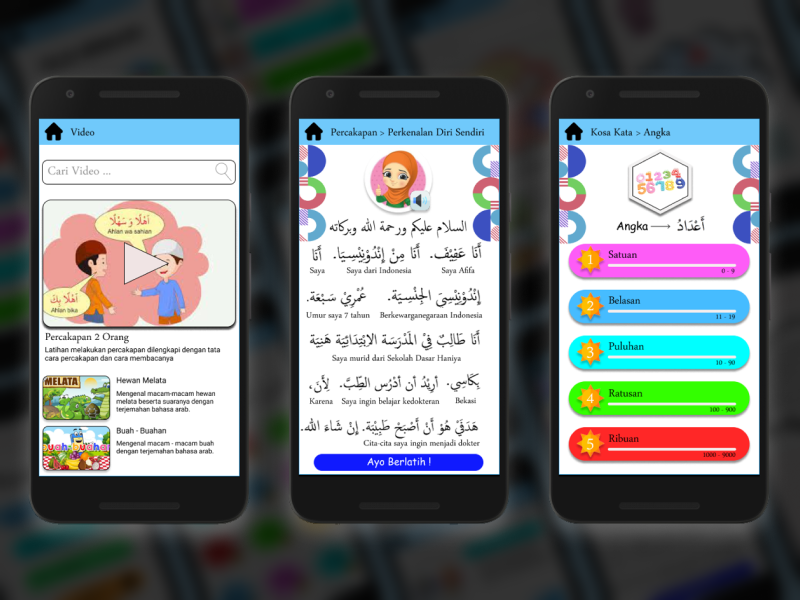 Video
Cari Video ...
أَهْلًا وَ سَهْلًا
Ahlan wa sahlan
أَهْلًا بِكَ
Ahlan bika
Percakapan 2 Orang
Latihan melakukan percakapan dilengkapi dengan tata
cara percakapan dan cara membacanya
MELATA
Hewan Melata
Mengenal macam-macam hewan
melata beserta suaranya dengan
terjemahan bahasa arab.
Buah - Buahan
Mengenal macam - macam buah
dengan terjemahan bahasa arab.
Percakapan > Perkenalan Diri Sendiri
السلام عليكم ورحمة الله وبركاته
أَنَا عَفِيْفَ. أَنَا مِنْ إِنْدُوْنِيْسِيَا. أَنَا
Saya Saya dari Indonesia Saya Afifa
إِنْدُوْنِيْسِيَ الْجِنْسِيَة. عُمْرِيْ سَبْعَة.
Umur saya 7 tahun Berkewarganegaraan Indonesia
أَنَا طَالِبٌ فِيْ الْمَدْرَسَة الاِبْتِدَائِيَّة هَنِيَة
Saya murid dari Sekolah Dasar Haniya
بِكَاسِي. أُرِيْدُ أن أَدْرُس الطِّبّ. لِأَنَ،
Karena Saya ingin belajar kedokteran Bekasi
هَدَفِيْ هُوَ أَنْ أَصْبَحَ طَبِيْبَة. إِنْ شَاءَ الله.
Cita-cita saya ingin menjadi dokter
Ayo Berlatih !
Kosa Kata > Angka
01234
56789
Angka → أَعْدَادُ
1 Satuan
0 - 9
2 Belasan
11 - 19
3 Puluhan
10 - 90
4 Ratusan
100 - 900
5 Ribuan
1000 - 9000